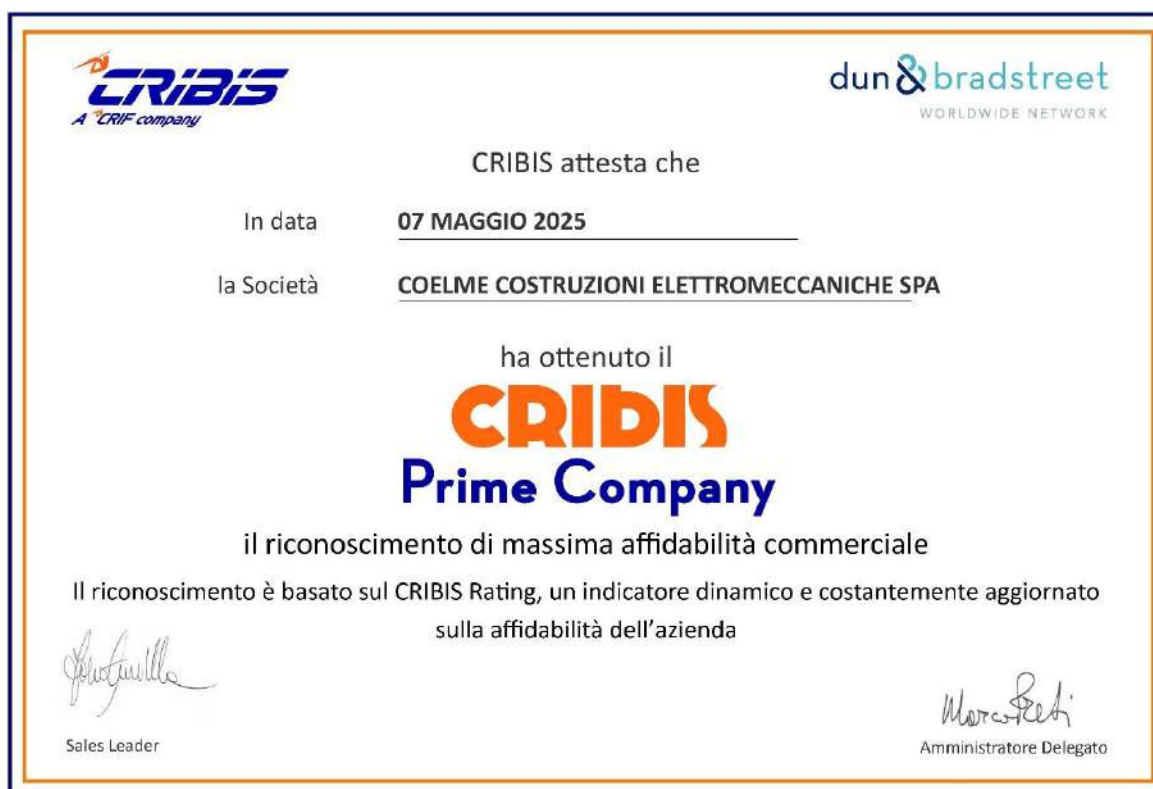 CRIBIS
A CRIF company
dun & bradstreet
WORLDWIDE NETWORK
CRIBIS attesta che
In data 07 MAGGIO 2025
la Società COELME COSTRUZIONI ELETTROMECCANICHE SPA
ha ottenuto il
CRIBIS
Prime Company
il riconoscimento di massima affidabilità commerciale
Il riconoscimento è basato sul CRIBIS Rating, un indicatore dinamico e costantemente aggiornato
sulla affidabilità dell'azienda
Sales Leader
Marco Preti
Amministratore Delegato